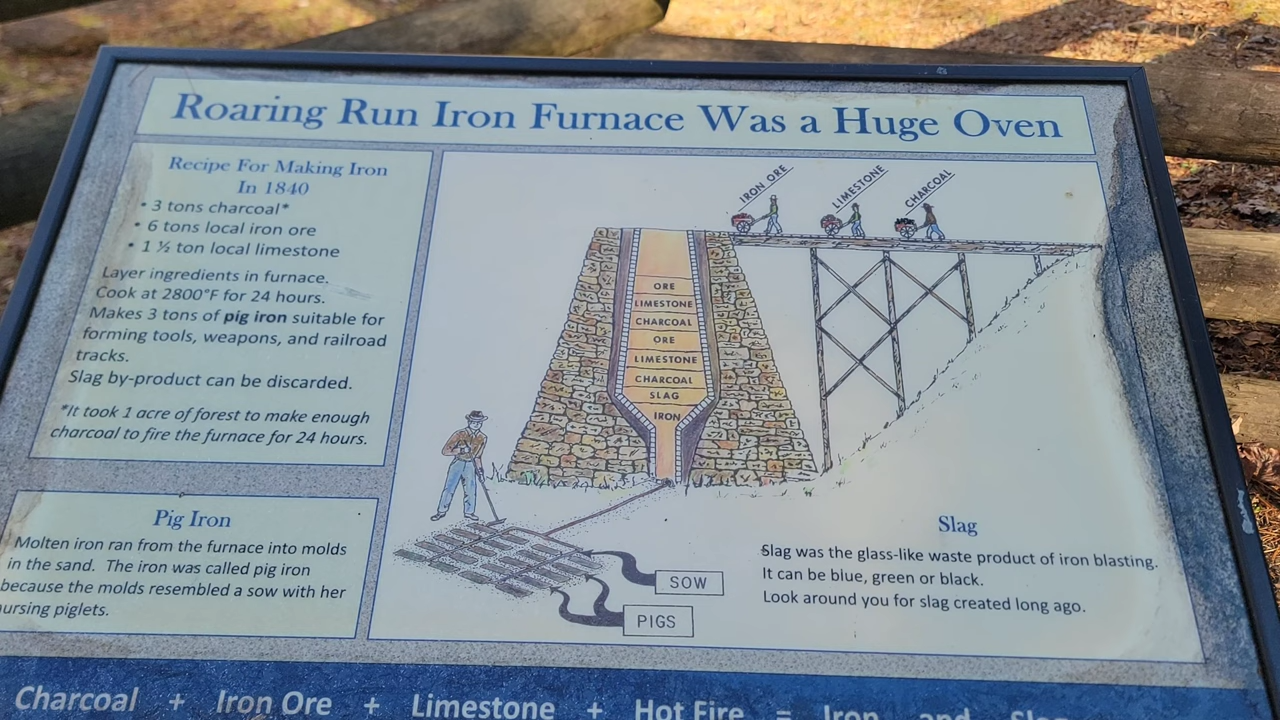 Roaring Run Iron Furnace Was a Huge Oven
Recipe For Making Iron
In 1840
• 3 tons charcoal*
• 6 tons local iron ore
• 1 ½ ton local limestone
Layer ingredients in furnace.
Cook at 2800°F for 24 hours.
Makes 3 tons of pig iron suitable for
forming tools, weapons, and railroad
tracks.
Slag by-product can be discarded.
*It took 1 acre of forest to make enough
charcoal to fire the furnace for 24 hours.
Pig Iron
Molten iron ran from the furnace into molds
in the sand. The iron was called pig iron
because the molds resembled a sow with her
ursing piglets.
IRON ORE
LIMESTONE
CHARCOAL
ORE
LIMESTONE
CHARCOAL
ORE
LIMESTONE
CHARCOAL
SLAG
IRON
SOW
PIGS
Slag
Slag was the glass-like waste product of iron blasting.
It can be blue, green or black.
Look around you for slag created long ago.
Charcoal + Iron Ore + Limestone + Hot Fire = Iron and Slag